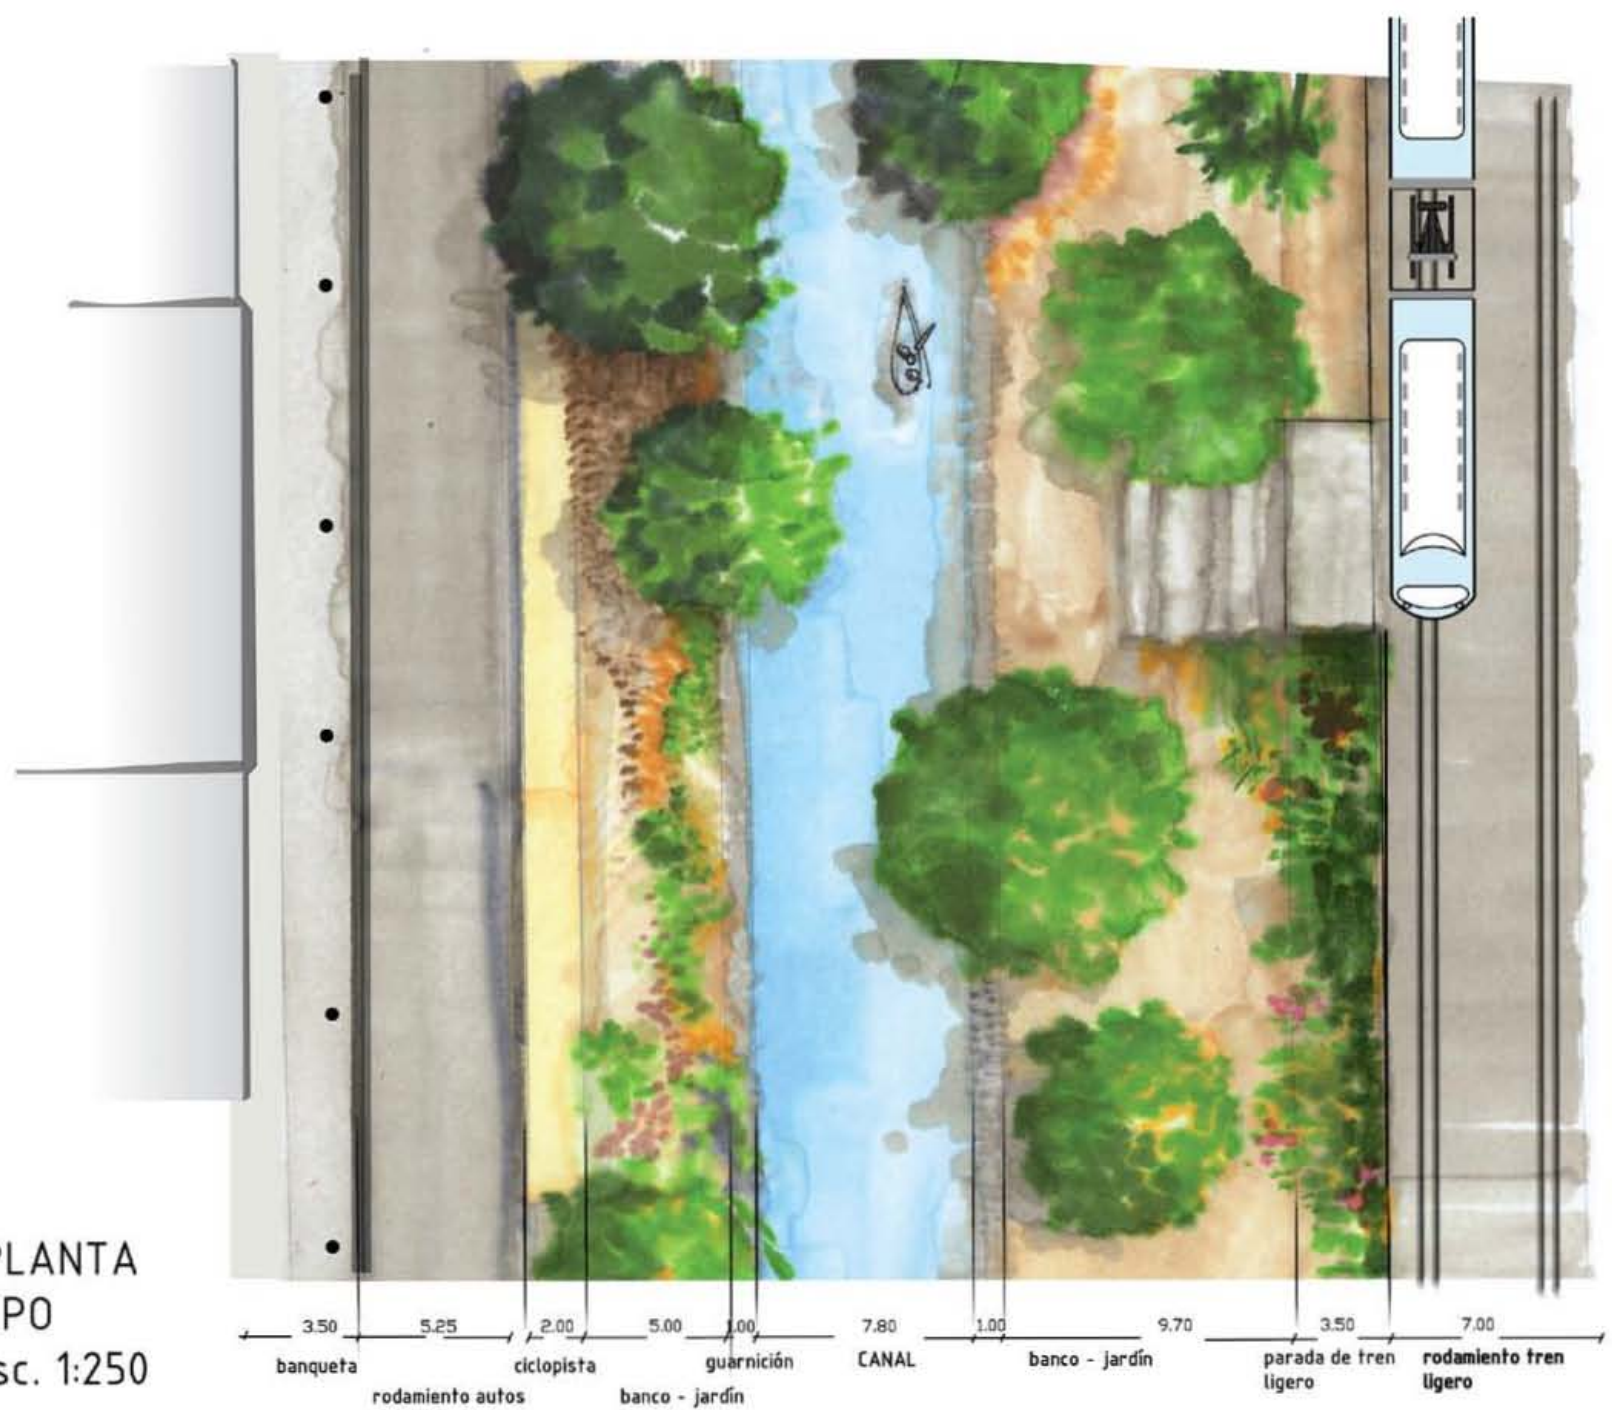 PLANTA
PO
sc. 1:250
3.50 5.25 2.00 5.00 1.00 7.80 1.00 9.70 3.50 7.00
banqueta ciclopista guarnición CANAL banco - jardín parada de tren ligero rodamiento tren ligero
rodamiento autos banco - jardín